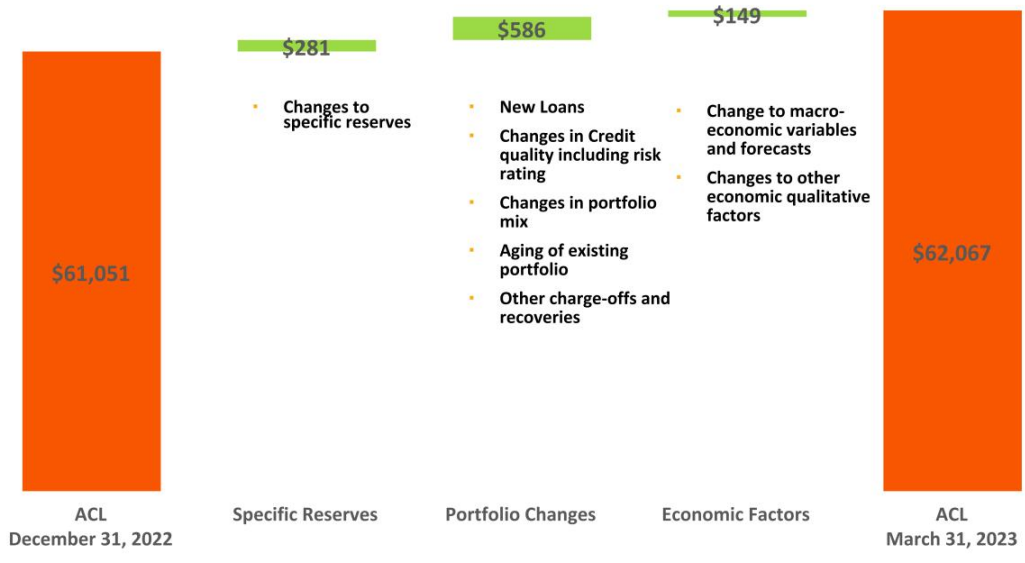 $281
$586
$149
• Changes to
specific reserves
• New Loans
• Changes in Credit
quality including risk
rating
• Changes in portfolio
mix
• Aging of existing
portfolio
• Other charge-offs and
recoveries
• Change to macro-
economic variables
and forecasts
• Changes to other
economic qualitative
factors
$61,051
$62,067
ACL
December 31, 2022
Specific Reserves
Portfolio Changes
Economic Factors
ACL
March 31, 2023